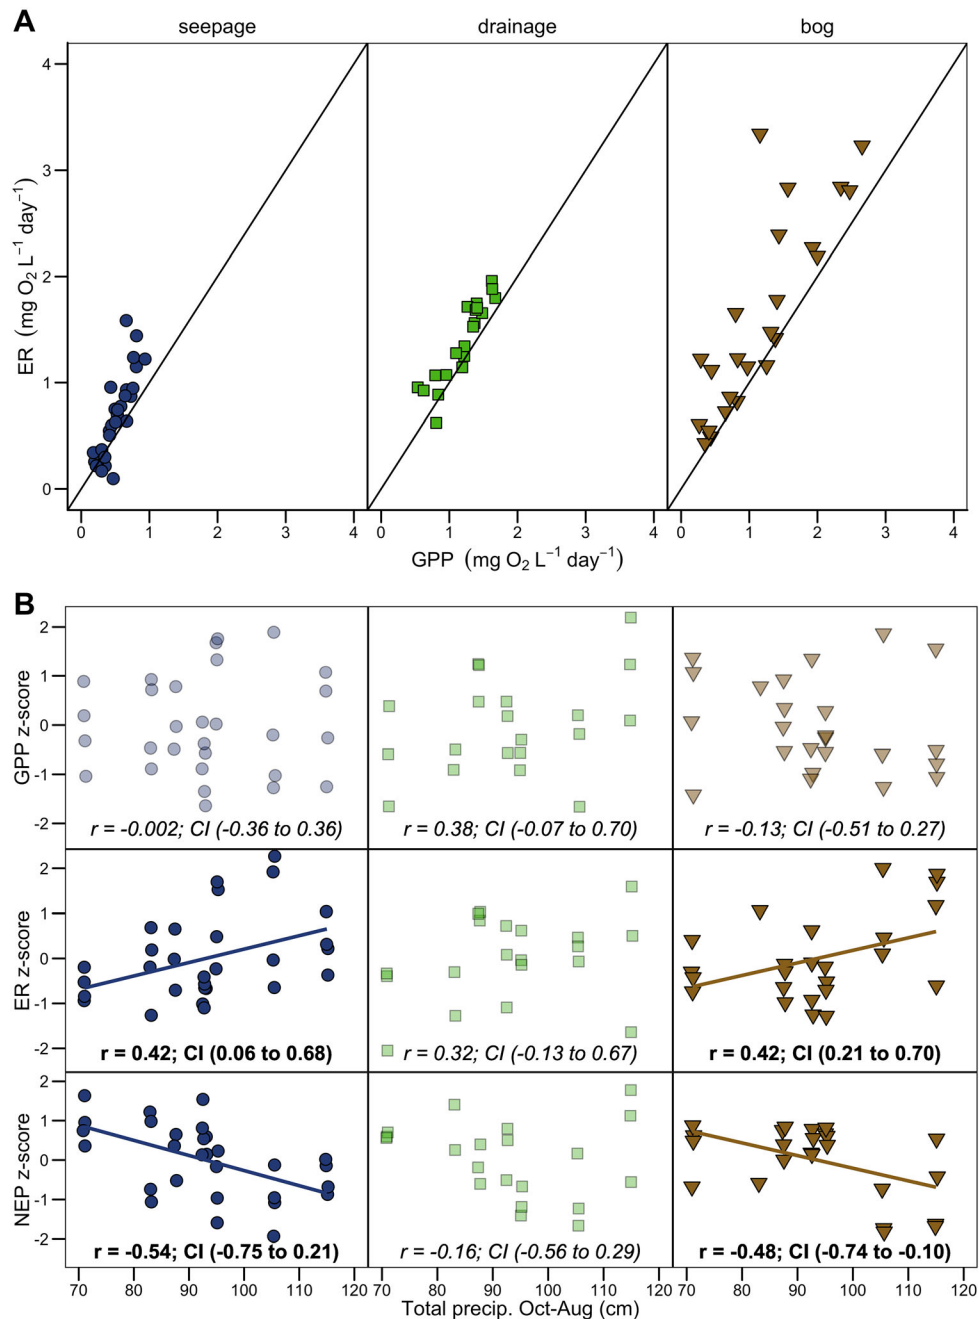 A
seepage drainage bog
4
3
2
1
0
ER (mg O₂ L⁻¹ day⁻¹)
0 1 2 3 4 0 1 2 3 4 0 1 2 3 4
GPP (mg O₂ L⁻¹ day⁻¹)
B
2
1
0
-1
-2
GPP z-score
r = -0.002; CI (-0.36 to 0.36) r = 0.38; CI (-0.07 to 0.70) r = -0.13; CI (-0.51 to 0.27)
2
1
0
-1
-2
ER z-score
r = 0.42; CI (0.06 to 0.68) r = 0.32; CI (-0.13 to 0.67) r = 0.42; CI (0.21 to 0.70)
2
1
0
-1
-2
NEP z-score
r = -0.54; CI (-0.75 to 0.21) r = -0.16; CI (-0.56 to 0.29) r = -0.48; CI (-0.74 to -0.10)
70 80 90 100 110 120 70 80 90 100 110 120 70 80 90 100 110 120
Total precip. Oct-Aug (cm)